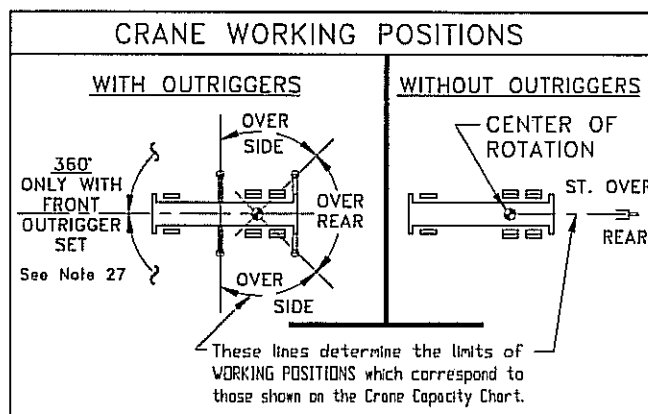 CRANE WORKING POSITIONS
WITH OUTRIGGERS
OVER
SIDE
360°
ONLY WITH
FRONT
OUTRIGGER
SET
See Note 27
OVER
REAR
OVER
SIDE
WITHOUT OUTRIGGERS
CENTER OF
ROTATION
ST. OVER
REAR
These lines determine the limits of
WORKING POSITIONS which correspond to
those shown on the Crane Capacity Chart.